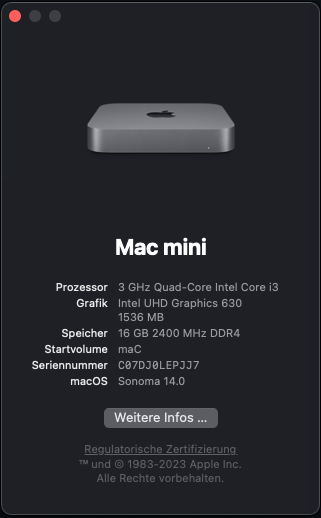 Mac mini
Prozessor 3 GHz Quad-Core Intel Core i3
Grafik Intel UHD Graphics 630
1536 MB
Speicher 16 GB 2400 MHz DDR4
Startvolume maC
Seriennummer C07DJ0LEPJJ7
macOS Sonoma 14.0
Weitere Infos ...
Regulatorische Zertifizierung
™ und © 1983-2023 Apple Inc.
Alle Rechte vorbehalten.